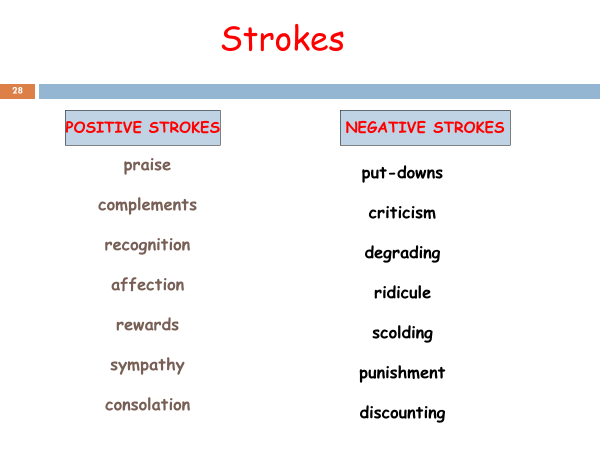 Strokes
28
POSITIVE STROKES
praise
complements
recognition
affection
rewards
sympathy
consolation
NEGATIVE STROKES
put-downs
criticism
degrading
ridicule
scolding
punishment
discounting